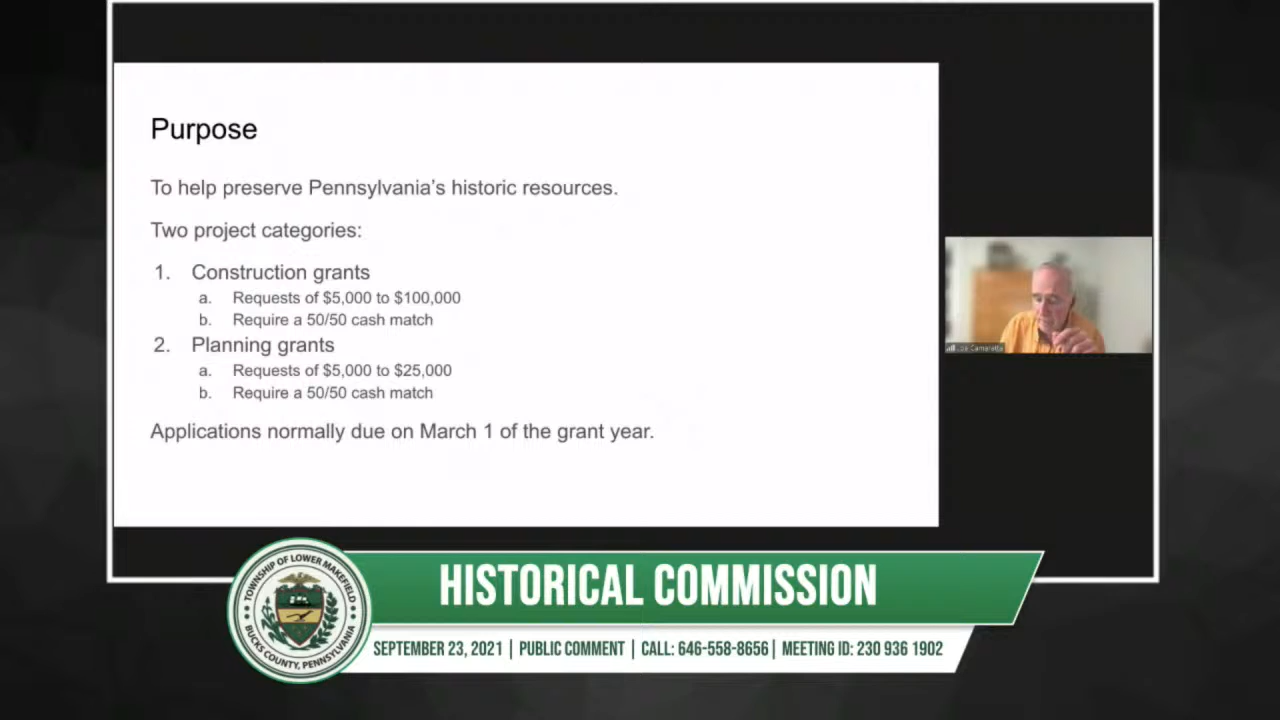 Purpose
To help preserve Pennsylvania's historic resources.
Two project categories:
1. Construction grants
a. Requests of $5,000 to $100,000
b. Require a 50/50 cash match
2. Planning grants
a. Requests of $5,000 to $25,000
b. Require a 50/50 cash match
Applications normally due on March 1 of the grant year.
Camaratta
TOWNSHIP OF LOWER MAKEFIELD
BUCKS COUNTY, PENNSYLVANIA
HISTORICAL COMMISSION
SEPTEMBER 23, 2021 | PUBLIC COMMENT | CALL: 646-558-8656| MEETING ID: 230 936 1902